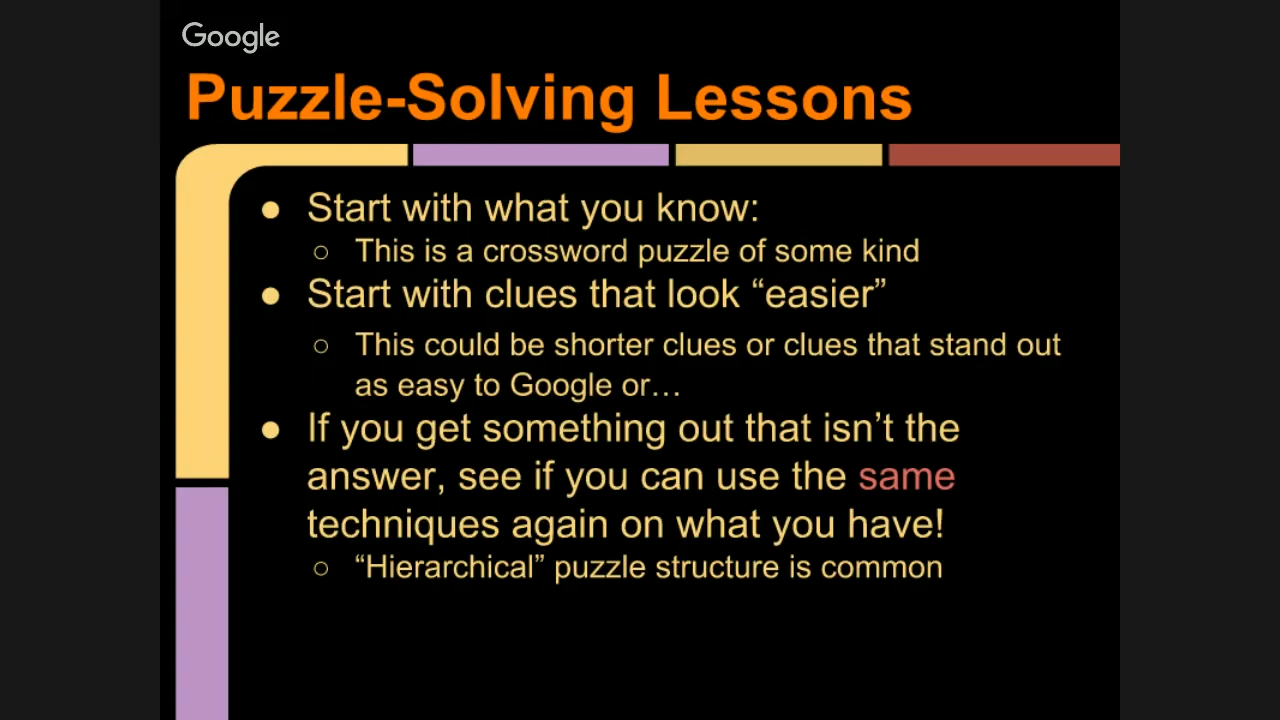 Google
Puzzle-Solving Lessons
● Start with what you know:
○ This is a crossword puzzle of some kind
● Start with clues that look “easier”
○ This could be shorter clues or clues that stand out
as easy to Google or…
● If you get something out that isn’t the
answer, see if you can use the same
techniques again on what you have!
○ “Hierarchical” puzzle structure is common